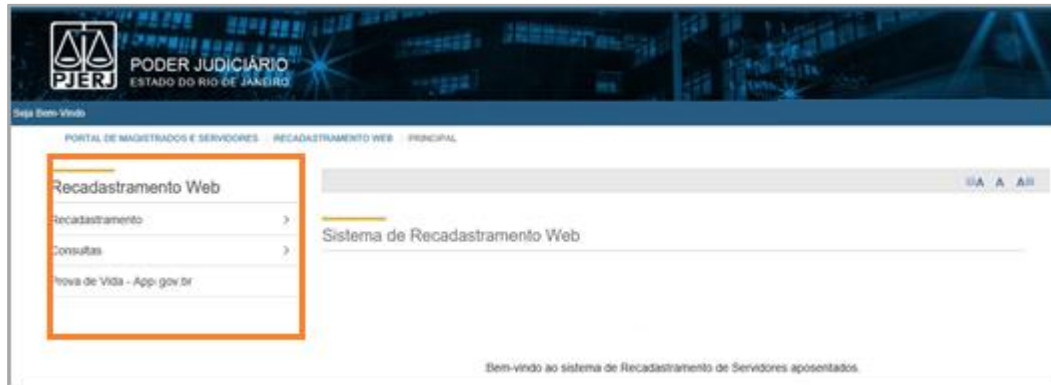 PJERJ
PODER JUDICIÁRIO
ESTADO DO RIO DE JANEIRO
Seja Bem-Vindo
PORTAL DE MAGISTRADOS E SERVIDORES RECADASTRAMENTO WEB PRINCIPAL
Recadastramento Web
A A A
Recadastramento >
Sistema de Recadastramento Web
Consultas >
Prova de Vida - App gov.br
Bem-vindo ao sistema de Recadastramento de Servidores aposentados.